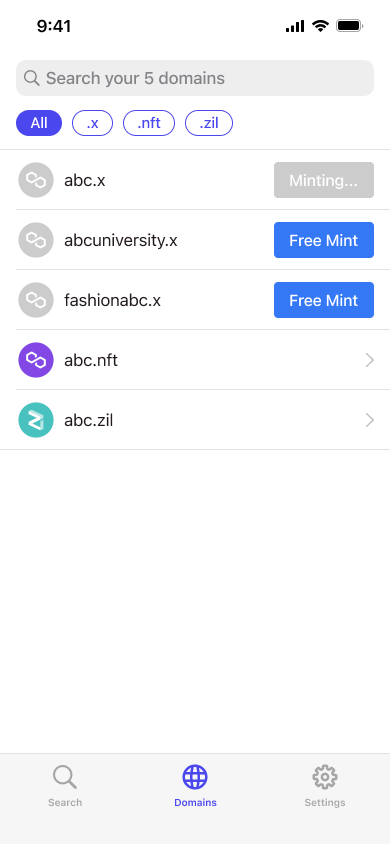 9:41
Search your 5 domains
All .x .nft .zil
abc.x Minting...
abcuniversity.x Free Mint
fashionabc.x Free Mint
abc.nft
abc.zil
Search Domains Settings